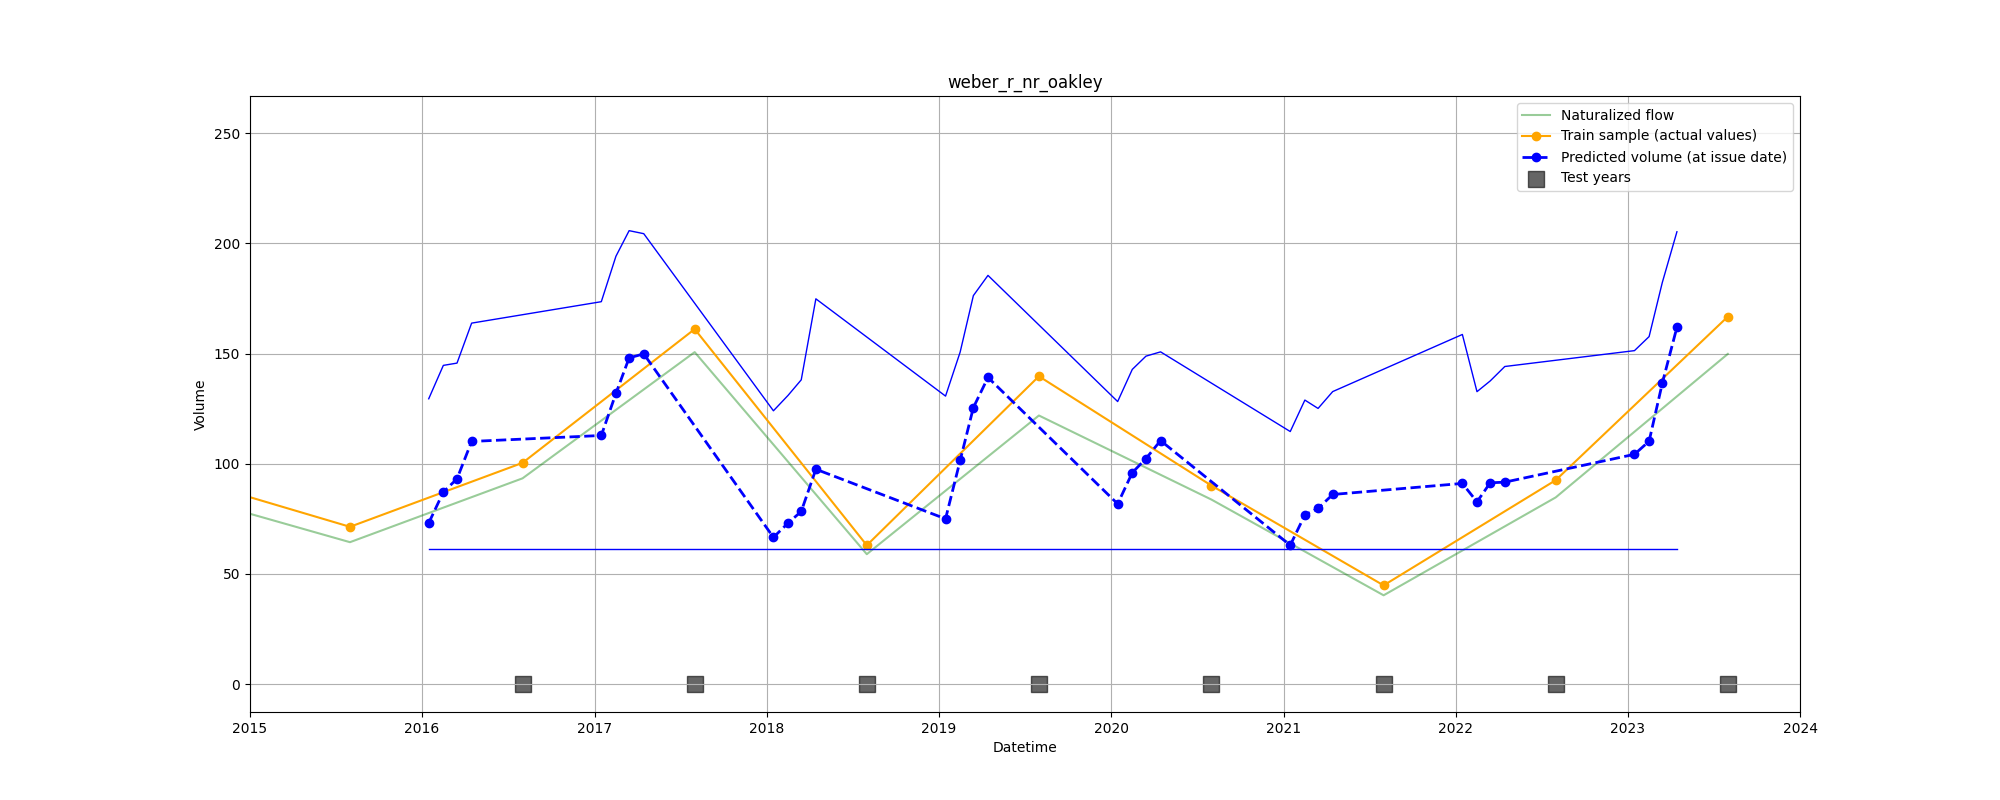 weber_r_nr_oakley
250
200
150
100
50
0
Volume
Naturalized flow
Train sample (actual values)
Predicted volume (at issue date)
Test years
2015 2016 2017 2018 2019 2020 2021 2022 2023 2024
Datetime